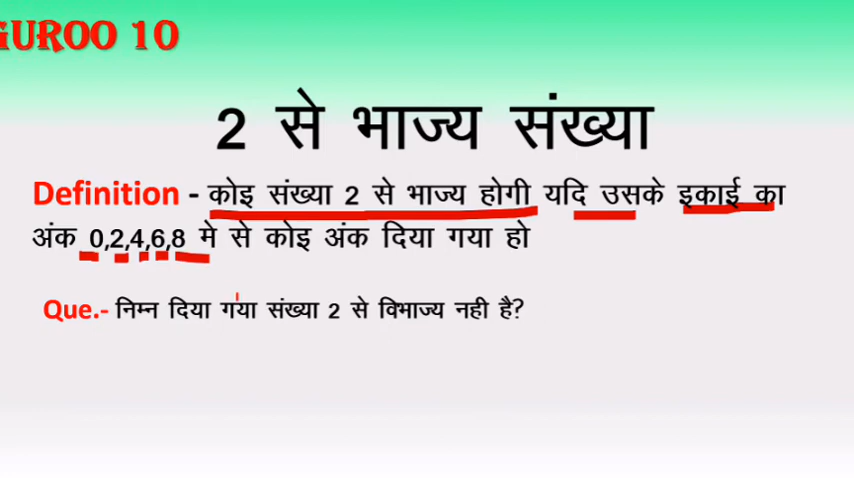 GUROO 10
2 से भाज्य संख्या
Definition - कोइ संख्या 2 से भाज्य होगी यदि उसके इकाई का
अंक 0,2,4,6,8 मे से कोइ अंक दिया गया हो
Que.- निम्न दिया गया संख्या 2 से विभाज्य नही है?